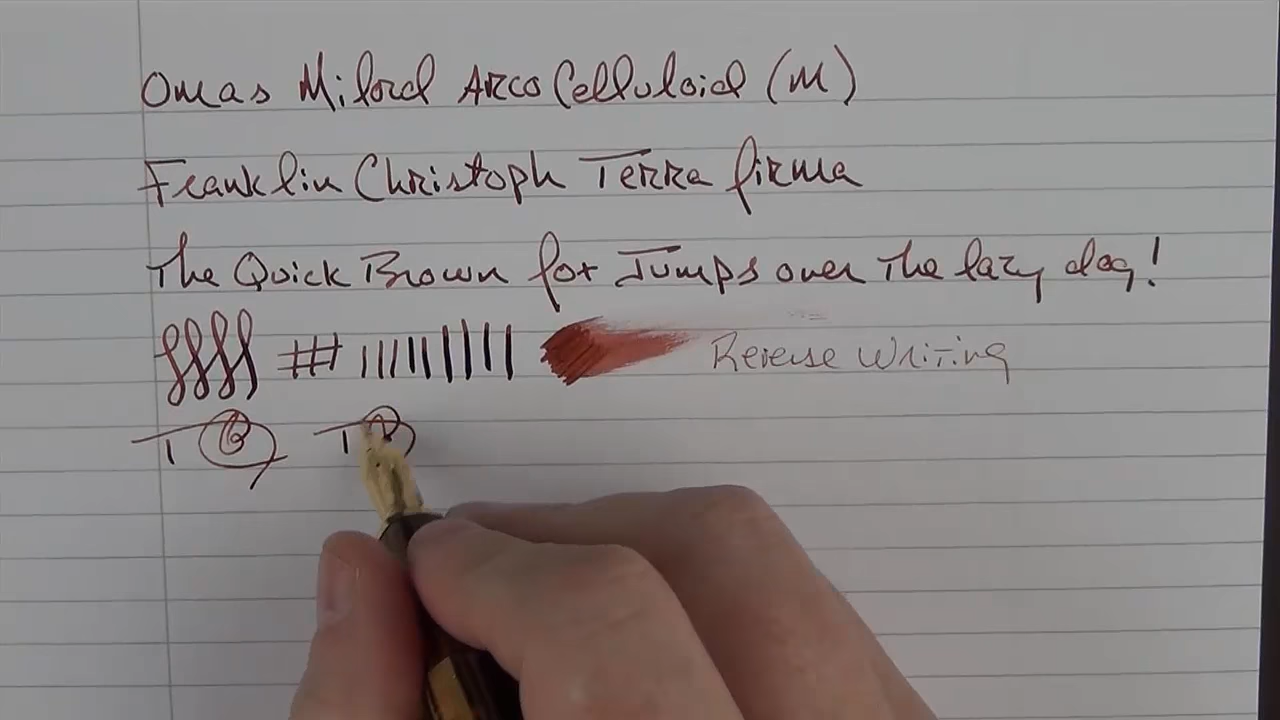 Omas Milord Arco Celluloid (M)
Franklin Christoph Terra firma
The Quick Brown fox Jumps over The lazy dog!
Reverse Writing